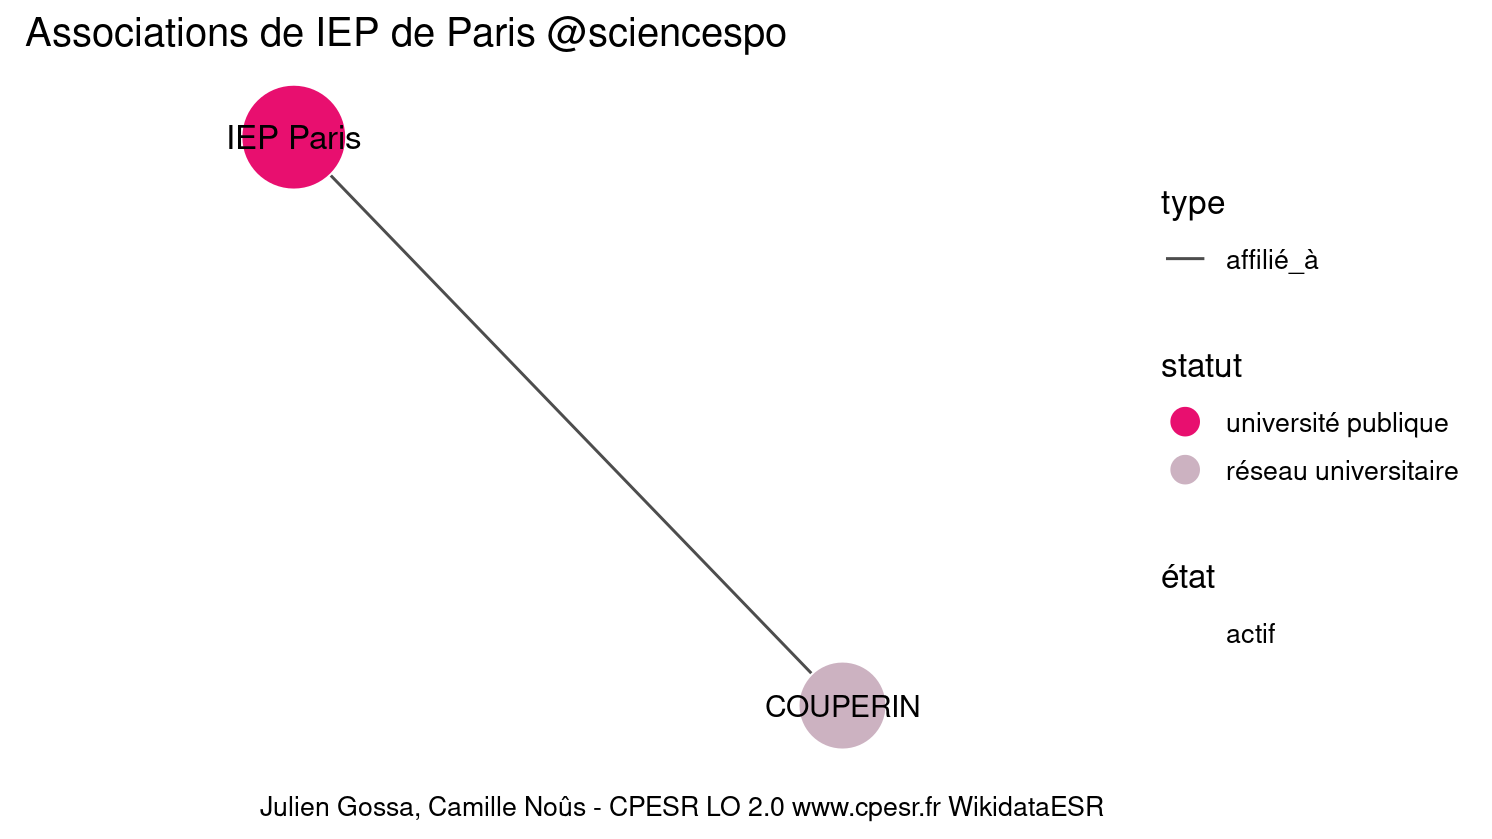 Associations de IEP de Paris @sciencespo
IEP Paris
type
affilié_à
statut
université publique
réseau universitaire
état
actif
COUPERIN
Julien Gossa, Camille Noûs - CPESR LO 2.0 www.cpesr.fr WikidataESR